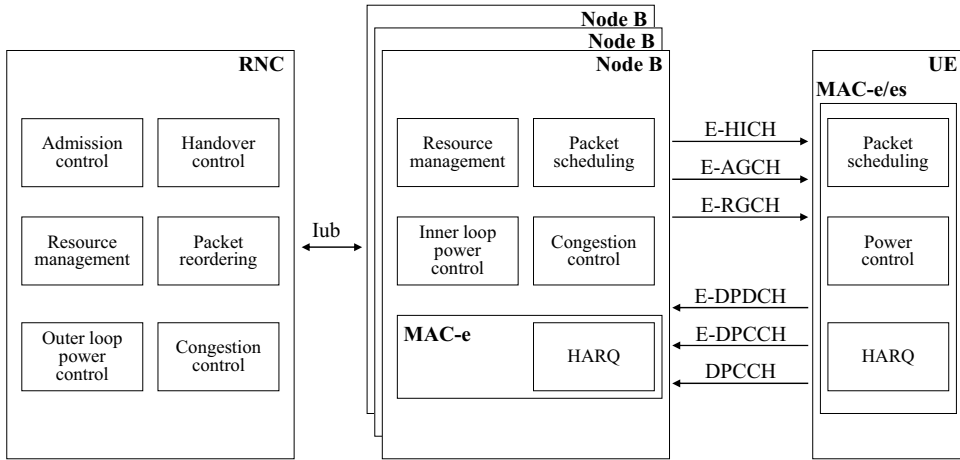 Node B
Node B
Node B
RNC
UE
MAC-e/es
Admission
control
Handover
control
Resource
management
Packet
reordering
Outer loop
power
control
Congestion
control
Iub
Resource
management
Packet
scheduling
Inner loop
power
control
Congestion
control
MAC-e
HARQ
E-HICH
E-AGCH
E-RGCH
E-DPDCH
E-DPCCH
DPCCH
Packet
scheduling
Power
control
HARQ